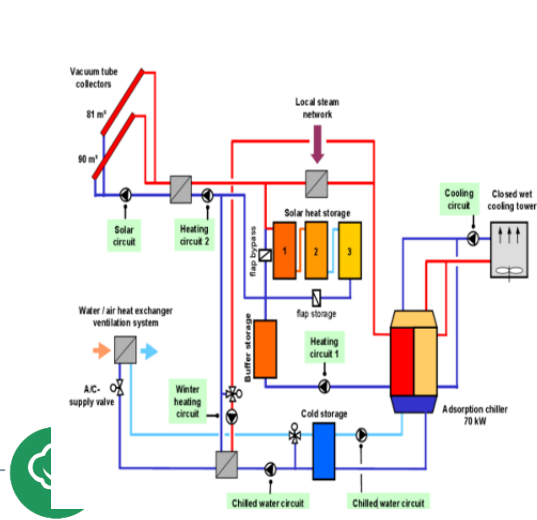 Vacuum tube
collectors
81 m²
90 m²
Local steam
network
Cooling
circuit
Closed wet
cooling tower
Solar
circuit
Heating
circuit 2
Solar heat storage
1
2
3
flap bypass
flap storage
Water / air heat exchanger
ventilation system
Buffer storage
Heating
circuit 1
A/C-
supply valve
Winter
heating
circuit
Cold storage
Adsorption chiller
70 kW
Chilled water circuit
Chilled water circuit